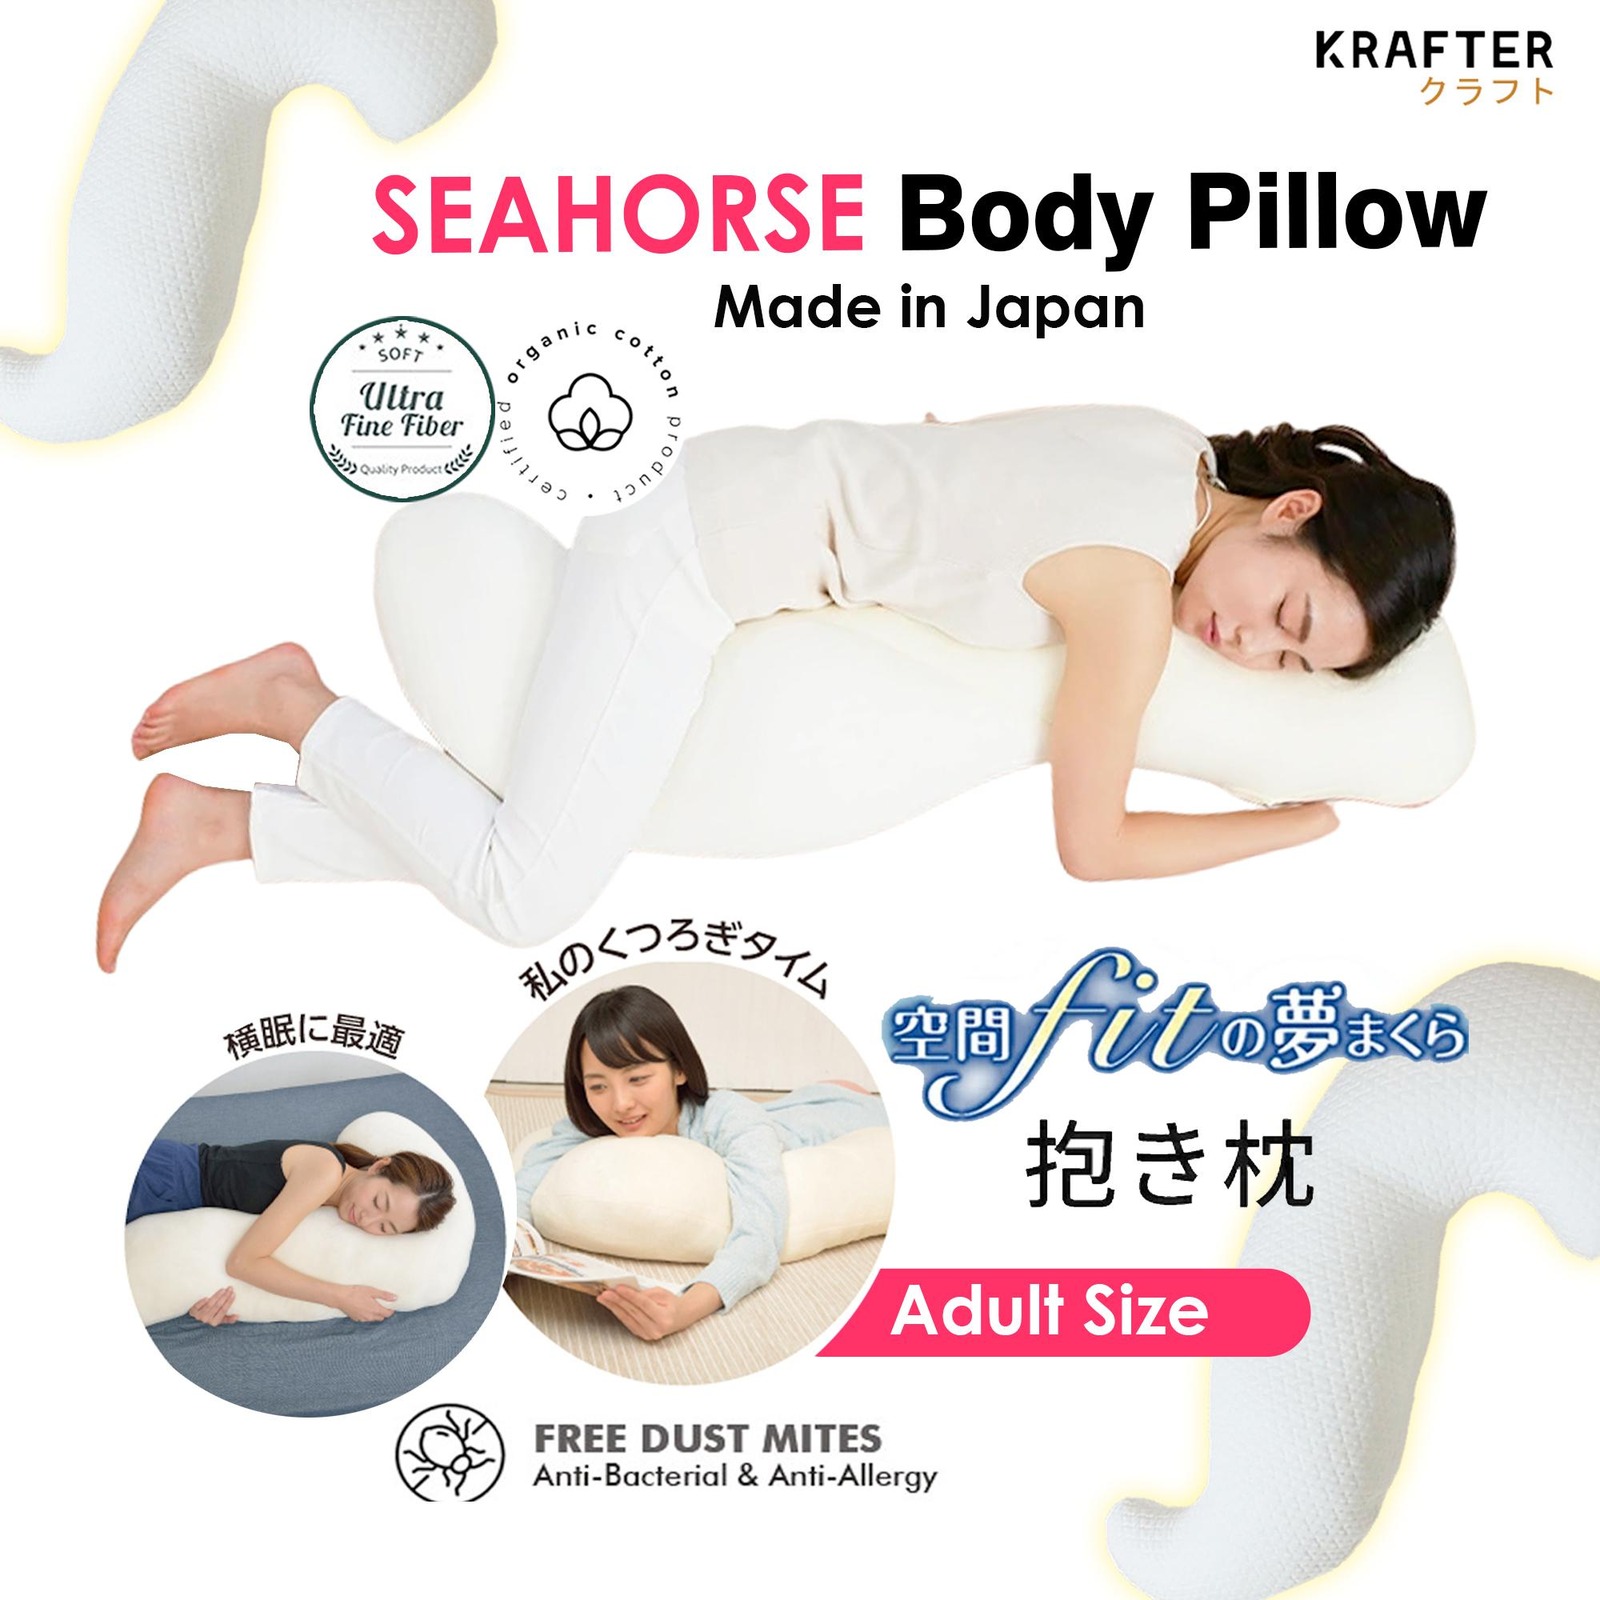 KRAFTER
クラフト
SEAHORSE Body Pillow
Made in Japan
SOFT
Ultra
Fine Fiber
Quality Product
certified organic cotton product •
私のくつろぎタイム
横眠に最適
空間fitの夢まくら
抱き枕
Adult Size
FREE DUST MITES
Anti-Bacterial & Anti-Allergy